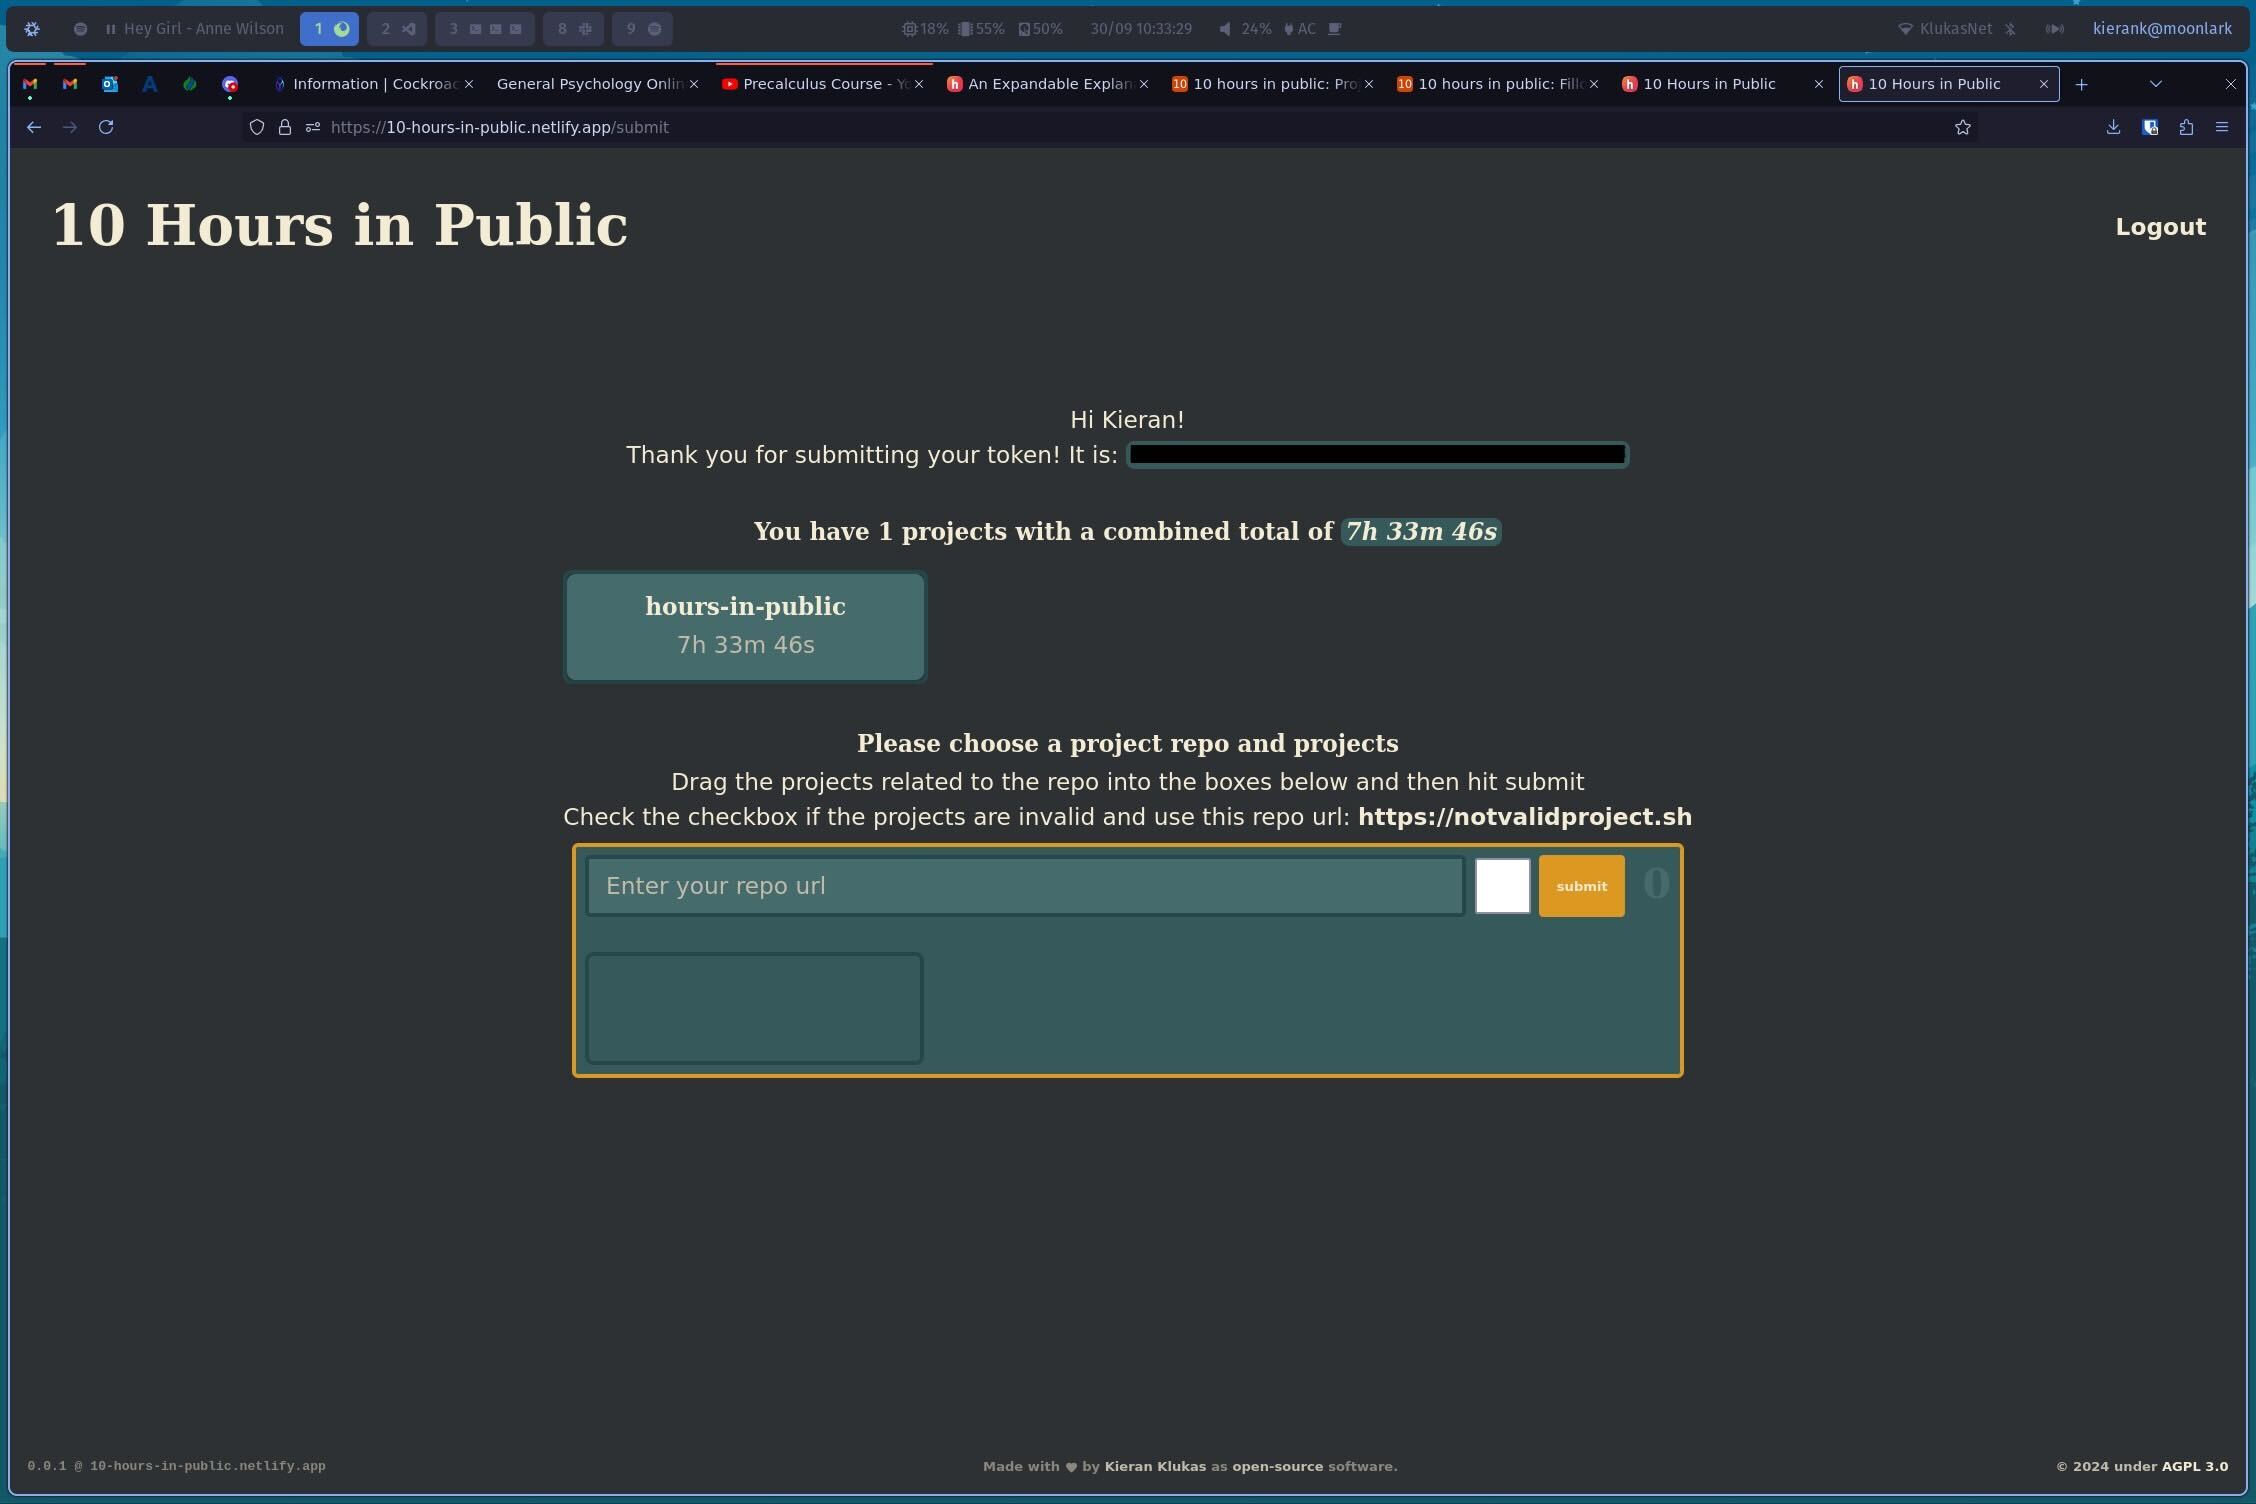 Hey Girl - Anne Wilson 1 2 3 8 9 18% 55% 50% 30/09 10:33:29 24% AC KlukasNet kierank@moonlark
Information | Cockroac General Psychology Onlin Precalculus Course - Yo An Expandable Explan 10 10 hours in public: Pro 10 10 hours in public: Fill 10 Hours in Public 10 Hours in Public
https://10-hours-in-public.netlify.app/submit
10 Hours in Public
Logout
Hi Kieran!
Thank you for submitting your token! It is:
You have 1 projects with a combined total of 7h 33m 46s
hours-in-public
7h 33m 46s
Please choose a project repo and projects
Drag the projects related to the repo into the boxes below and then hit submit
Check the checkbox if the projects are invalid and use this repo url: https://notvalidproject.sh
Enter your repo url submit 0
0.0.1 @ 10-hours-in-public.netlify.app Made with ♥ by Kieran Klukas as open-source software. © 2024 under AGPL 3.0